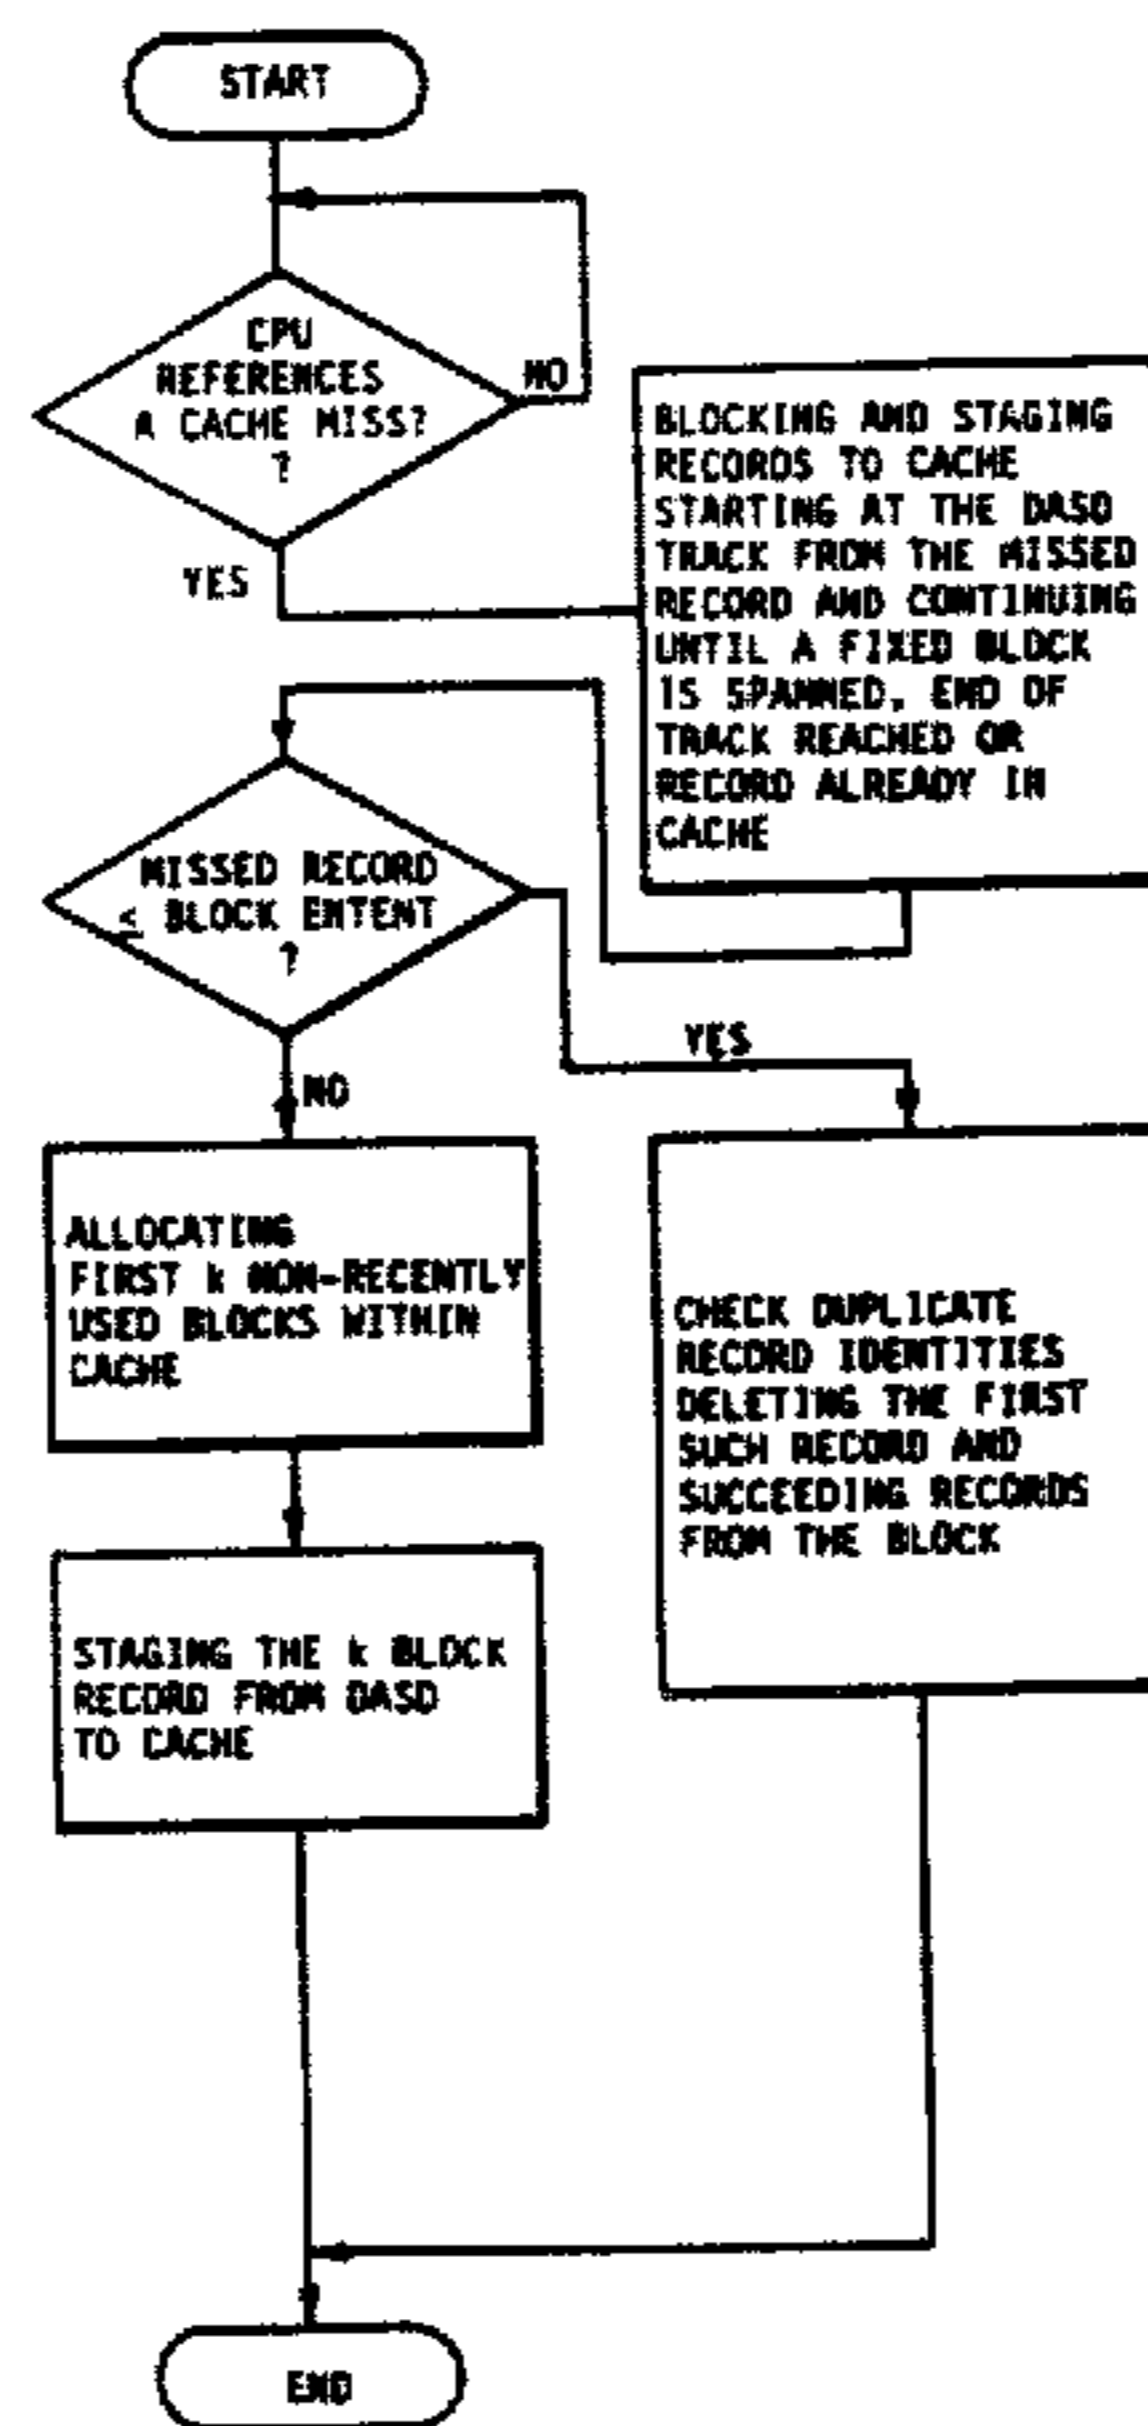 START
CPU
REFERENCES
A CACHE MISS?
?
NO
YES
BLOCKING AND STAGING
RECORDS TO CACHE
STARTING AT THE DASD
TRACK FROM THE MISSED
RECORD AND CONTINUING
UNTIL A FIXED BLOCK
IS SPANNED, END OF
TRACK REACHED OR
RECORD ALREADY IN
CACHE
MISSED RECORD
≤ BLOCK EXTENT
?
YES
NO
ALLOCATING
FIRST k NON-RECENTLY
USED BLOCKS WITHIN
CACHE
CHECK DUPLICATE
RECORD IDENTITIES
DELETING THE FIRST
SUCH RECORD AND
SUCCEEDING RECORDS
FROM THE BLOCK
STAGING THE k BLOCK
RECORD FROM DASD
TO CACHE
END